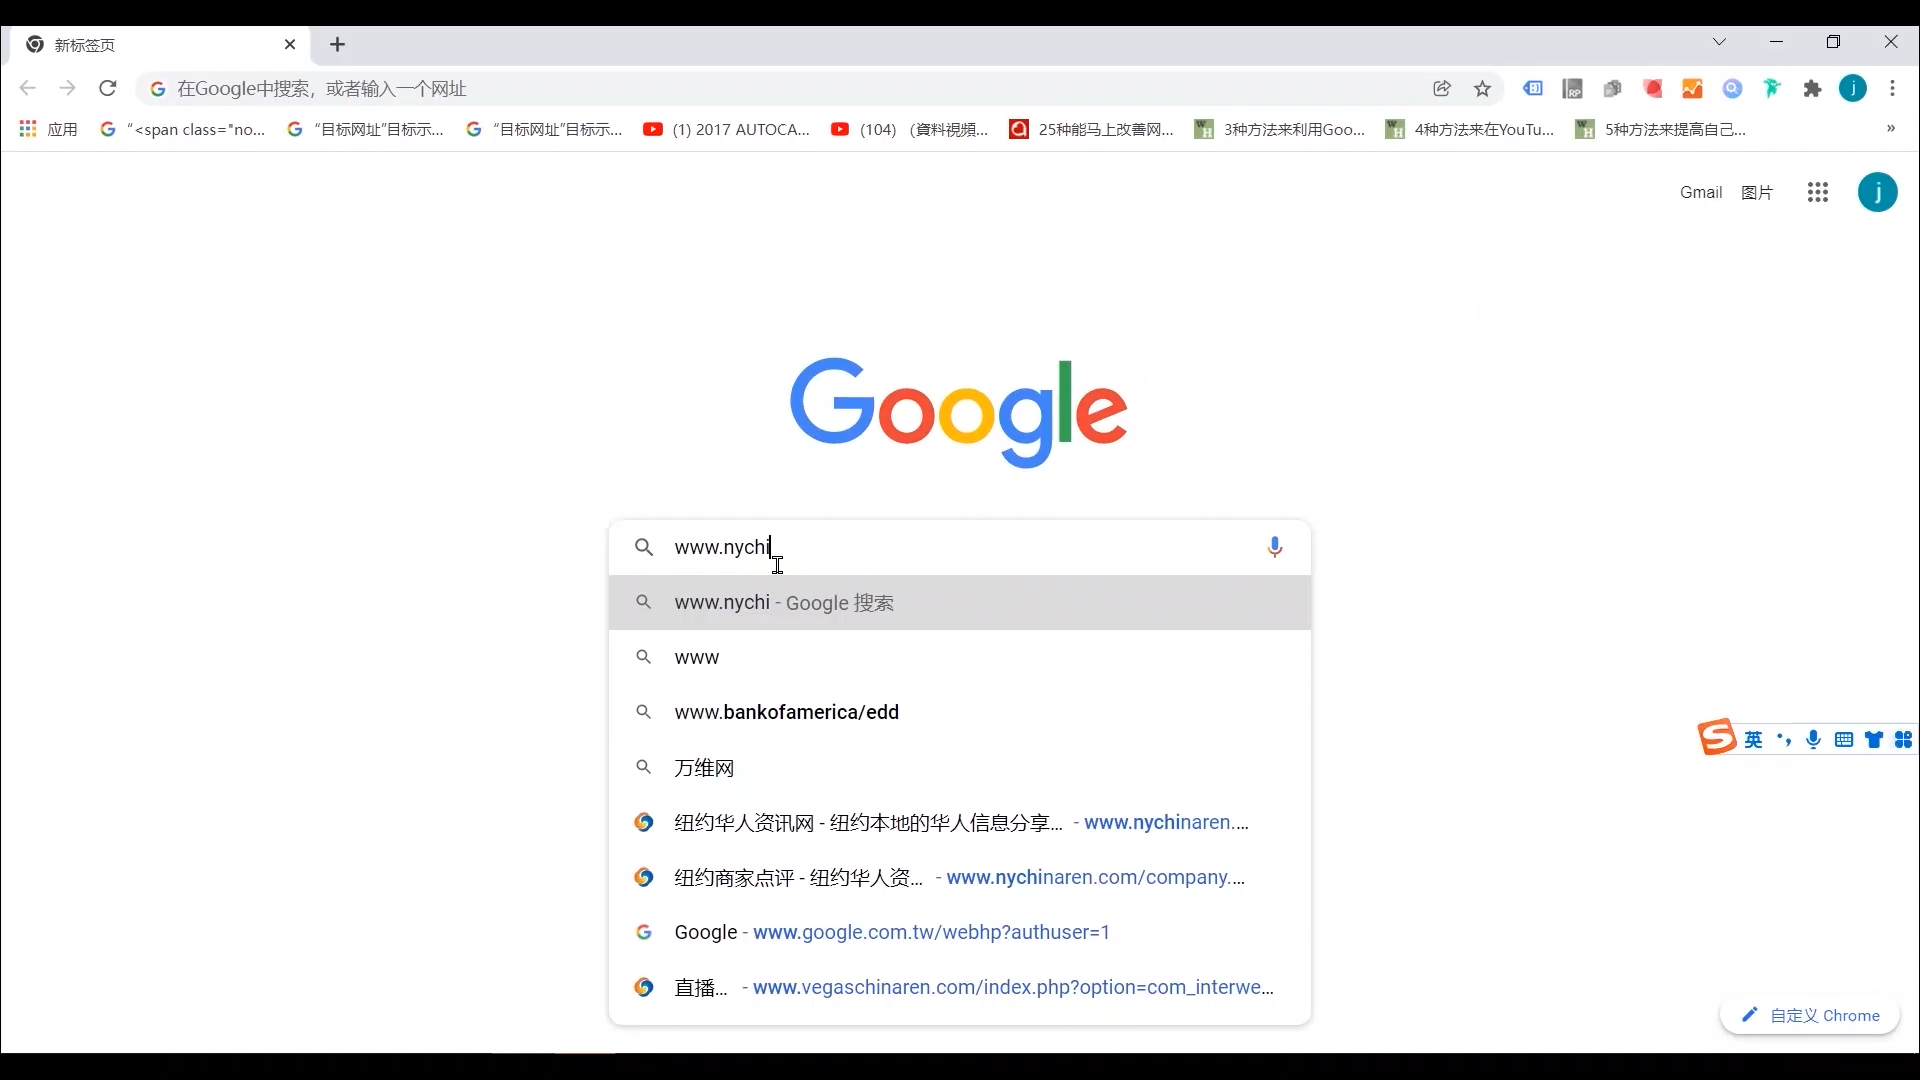 新标签页
在Google中搜索，或者输入一个网址
应用 "<span class="no... "目标网址"目标示... "目标网址"目标示... (1) 2017 AUTOCA... (104) （資料視頻... 25种能马上改善网... 3种方法来利用Goo... 4种方法来在YouTu... 5种方法来提高自己... »
Gmail 图片 j
Google
www.nychi
www.nychi - Google 搜索
www
www.bankofamerica/edd
万维网
纽约华人资讯网 - 纽约本地的华人信息分享... - www.nychinaren....
纽约商家点评 - 纽约华人资... - www.nychinaren.com/company....
Google - www.google.com.tw/webhp?authuser=1
直播... - www.vegaschinaren.com/index.php?option=com_interwe...
英
自定义 Chrome